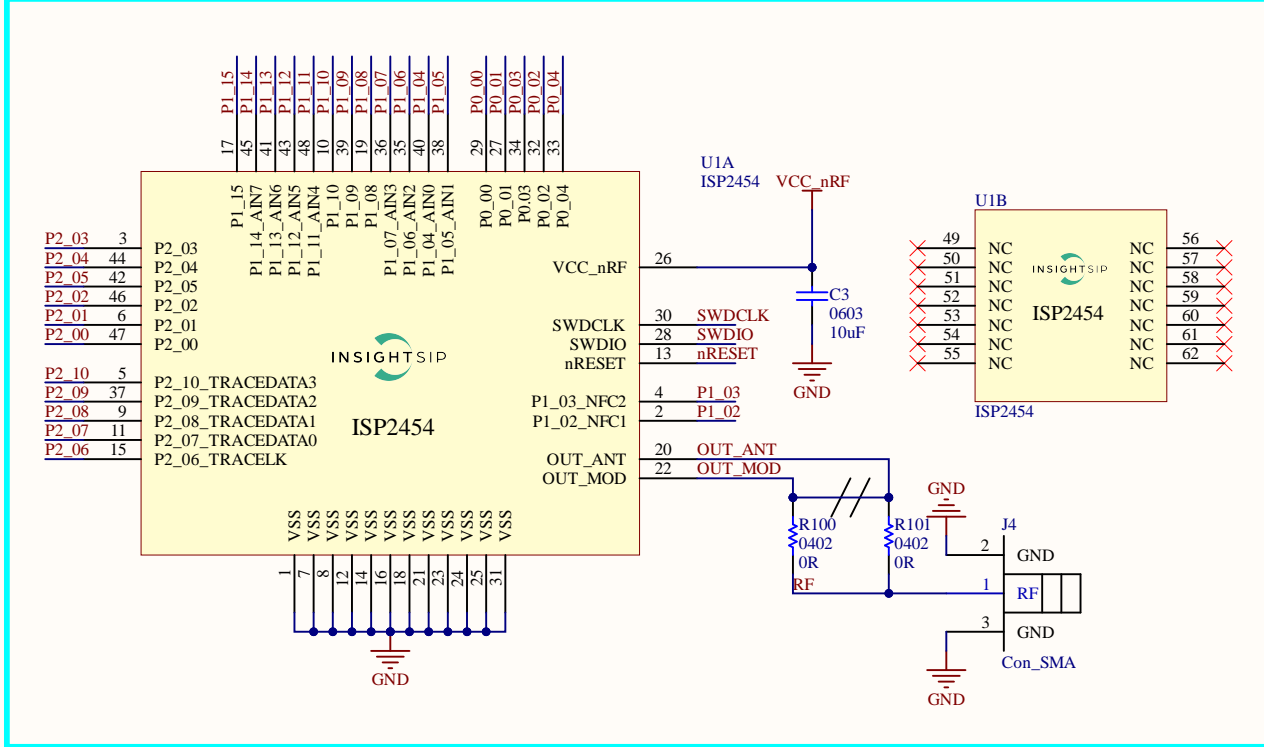 P1_15
P1_14
P1_13
P1_12
P1_11
P1_10
P1_09
P1_08
P1_07
P1_06
P1_04
P1_05
P0_00
P0_01
P0_03
P0_02
P0_04
17
45
41
43
48
10
39
19
36
35
40
38
29
27
34
32
33
P1_15
P1_14_AIN7
P1_13_AIN6
P1_12_AIN5
P1_11_AIN4
P1_10
P1_09
P1_08
P1_07_AIN3
P1_06_AIN2
P1_04_AIN0
P1_05_AIN1
P0_00
P0_01
P0.03
P0_02
P0_04
U1A
ISP2454
VCC_nRF
P2_03 3 P2_03
P2_04 44 P2_04
P2_05 42 P2_05
P2_02 46 P2_02
P2_01 6 P2_01
P2_00 47 P2_00
P2_10 5 P2_10_TRACEDATA3
P2_09 37 P2_09_TRACEDATA2
P2_08 9 P2_08_TRACEDATA1
P2_07 11 P2_07_TRACEDATA0
P2_06 15 P2_06_TRACELK
INSIGHTSIP
ISP2454
VCC_nRF 26
SWDCLK 30 SWDCLK
SWDIO 28 SWDIO
nRESET 13 nRESET
P1_03_NFC2 4 P1_03
P1_02_NFC1 2 P1_02
OUT_ANT 20 OUT_ANT
OUT_MOD 22 OUT_MOD
C3
0603
10uF
GND
VSS
VSS
VSS
VSS
VSS
VSS
VSS
VSS
VSS
VSS
VSS
VSS
1
7
8
12
14
16
18
21
23
24
25
31
GND
R100
0402
0R
R101
0402
0R
RF
GND
J4
2 GND
1 RF
3 GND
Con_SMA
GND
U1B
49 NC NC 56
50 NC NC 57
51 NC NC 58
52 NC NC 59
53 NC NC 60
54 NC NC 61
55 NC NC 62
INSIGHTSIP
ISP2454
ISP2454